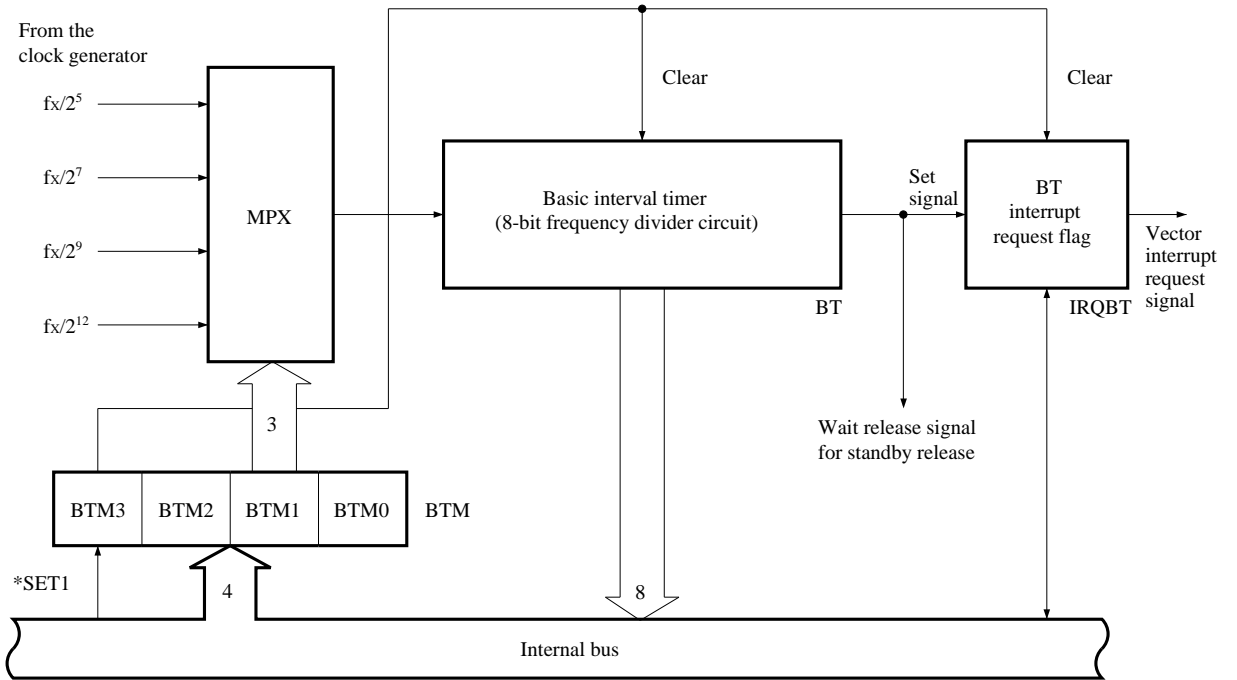 From the
clock generator
fx/2⁵
fx/2⁷
fx/2⁹
fx/2¹²
MPX
Clear
Clear
Basic interval timer
(8-bit frequency divider circuit)
BT
Set
signal
BT
interrupt
request flag
IRQBT
Vector
interrupt
request
signal
Wait release signal
for standby release
3
BTM3 BTM2 BTM1 BTM0 BTM
*SET1
4
8
Internal bus